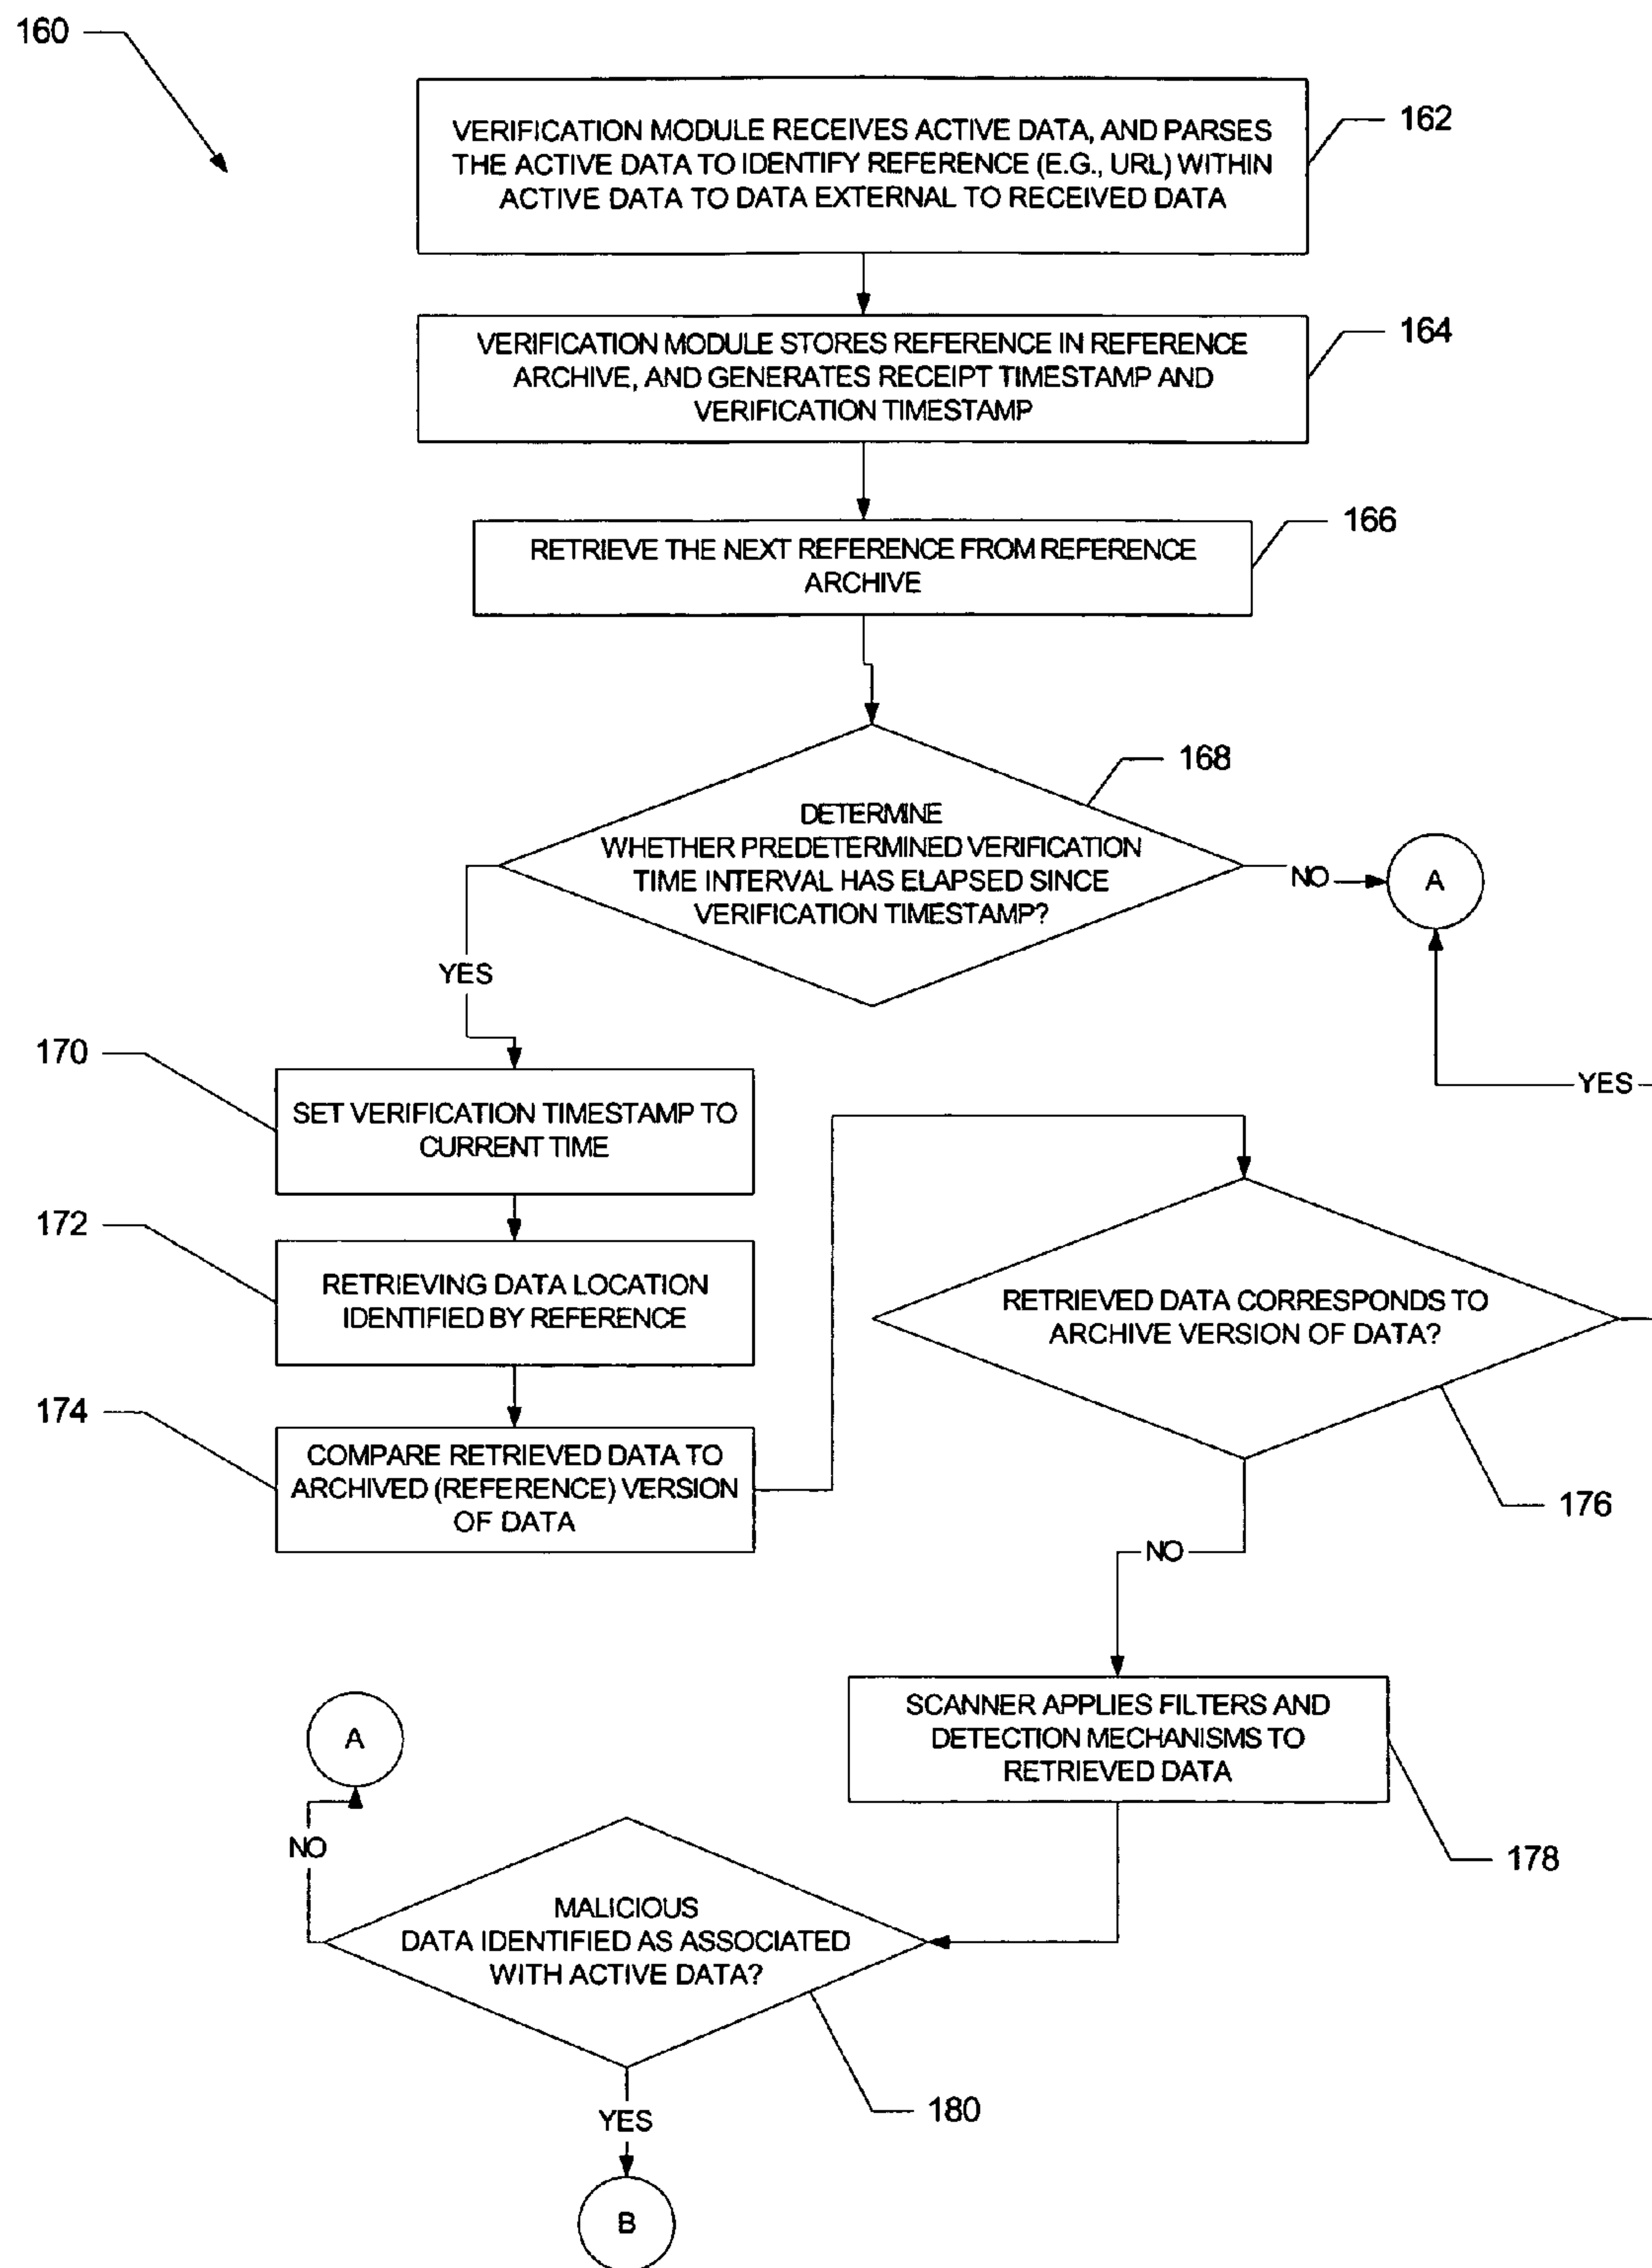 160
VERIFICATION MODULE RECEIVES ACTIVE DATA, AND PARSES
THE ACTIVE DATA TO IDENTIFY REFERENCE (E.G., URL) WITHIN
ACTIVE DATA TO DATA EXTERNAL TO RECEIVED DATA
162
VERIFICATION MODULE STORES REFERENCE IN REFERENCE
ARCHIVE, AND GENERATES RECEIPT TIMESTAMP AND
VERIFICATION TIMESTAMP
164
RETRIEVE THE NEXT REFERENCE FROM REFERENCE
ARCHIVE
166
DETERMINE
WHETHER PREDETERMINED VERIFICATION
TIME INTERVAL HAS ELAPSED SINCE
VERIFICATION TIMESTAMP?
168
NO
A
YES
YES
170
SET VERIFICATION TIMESTAMP TO
CURRENT TIME
172
RETRIEVING DATA LOCATION
IDENTIFIED BY REFERENCE
174
COMPARE RETRIEVED DATA TO
ARCHIVED (REFERENCE) VERSION
OF DATA
RETRIEVED DATA CORRESPONDS TO
ARCHIVE VERSION OF DATA?
176
NO
SCANNER APPLIES FILTERS AND
DETECTION MECHANISMS TO
RETRIEVED DATA
178
A
NO
MALICIOUS
DATA IDENTIFIED AS ASSOCIATED
WITH ACTIVE DATA?
180
YES
B